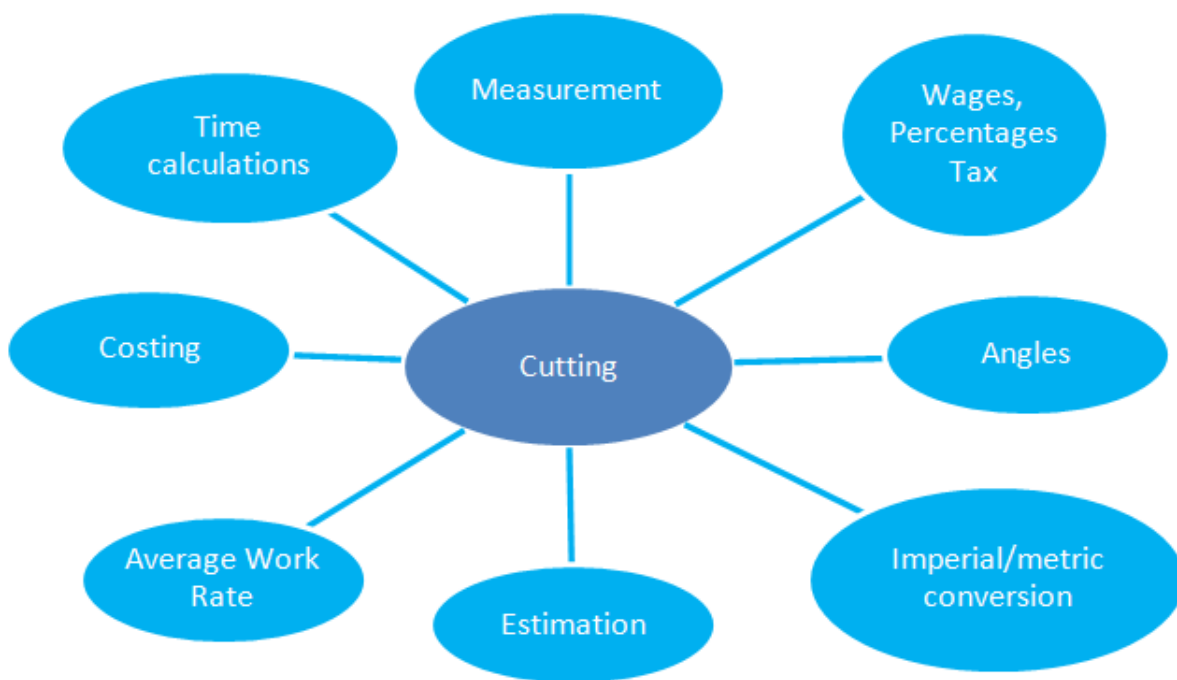 Measurement
Wages,
Percentages
Tax
Time
calculations
Costing
Cutting
Angles
Average Work
Rate
Estimation
Imperial/metric
conversion